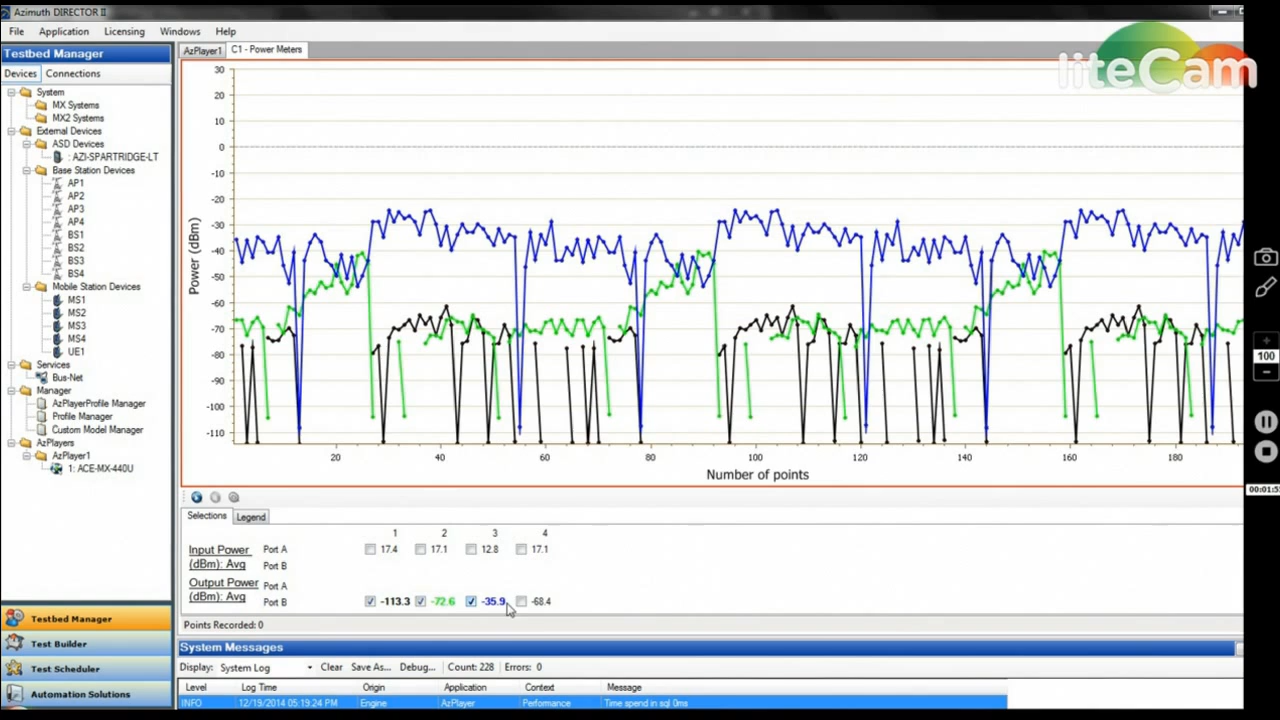 Azimuth DIRECTOR II
File Application Licensing Windows Help
Testbed Manager
Devices Connections
System
MX Systems
MX2 Systems
External Devices
ASD Devices
: AZI-SPARTRIDGE-LT
Base Station Devices
AP1
AP2
AP3
AP4
BS1
BS2
BS3
BS4
Mobile Station Devices
MS1
MS2
MS3
MS4
UE1
Services
Bus-Net
Manager
AzPlayerProfile Manager
Profile Manager
Custom Model Manager
AzPlayers
AzPlayer1
1: ACE-MX-440U
Testbed Manager
Test Builder
Test Scheduler
Automation Solutions
AzPlayer1 C1 - Power Meters
liteCam
30
20
10
0
-10
-20
-30
-40
-50
-60
-70
-80
-90
-100
-110
Power (dBm)
20 40 60 80 100 120 140 160 180
Number of points
Selections Legend
1 2 3 4
Input Power Port A 17.4 17.1 12.8 17.1
(dBm): Avg Port B
Output Power Port A
(dBm): Avg Port B -113.3 -72.6 -35.9 -68.4
Points Recorded: 0
System Messages
Display: System Log Clear Save As... Debug... Count: 228 Errors: 0
Level Log Time Origin Application Context Message
INFO 12/19/2014 05:19:24 PM Engine AzPlayer Performance Time spend in sql 0ms
+
100
-